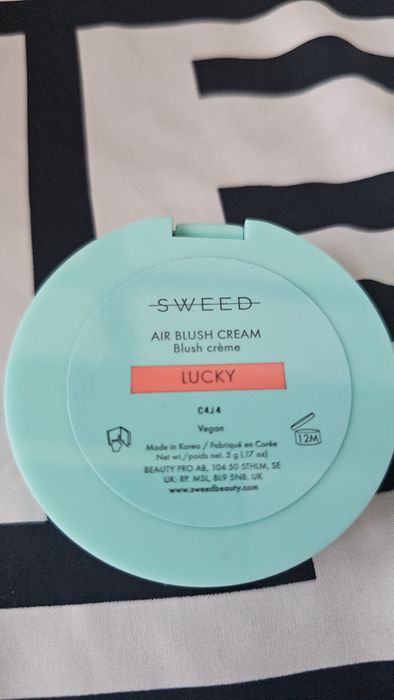 SWEED
AIR BLUSH CREAM
Blush crème
LUCKY
C4J4
Vegan
12M
Made in Korea / Fabriqué en Corée
Net wt./poids net. 5 g (.17 oz)
BEAUTY PRO AB, 104 50 STHLM, SE
UK: RP. MSL, BL9 5NB. UK
www.sweedbeauty.com